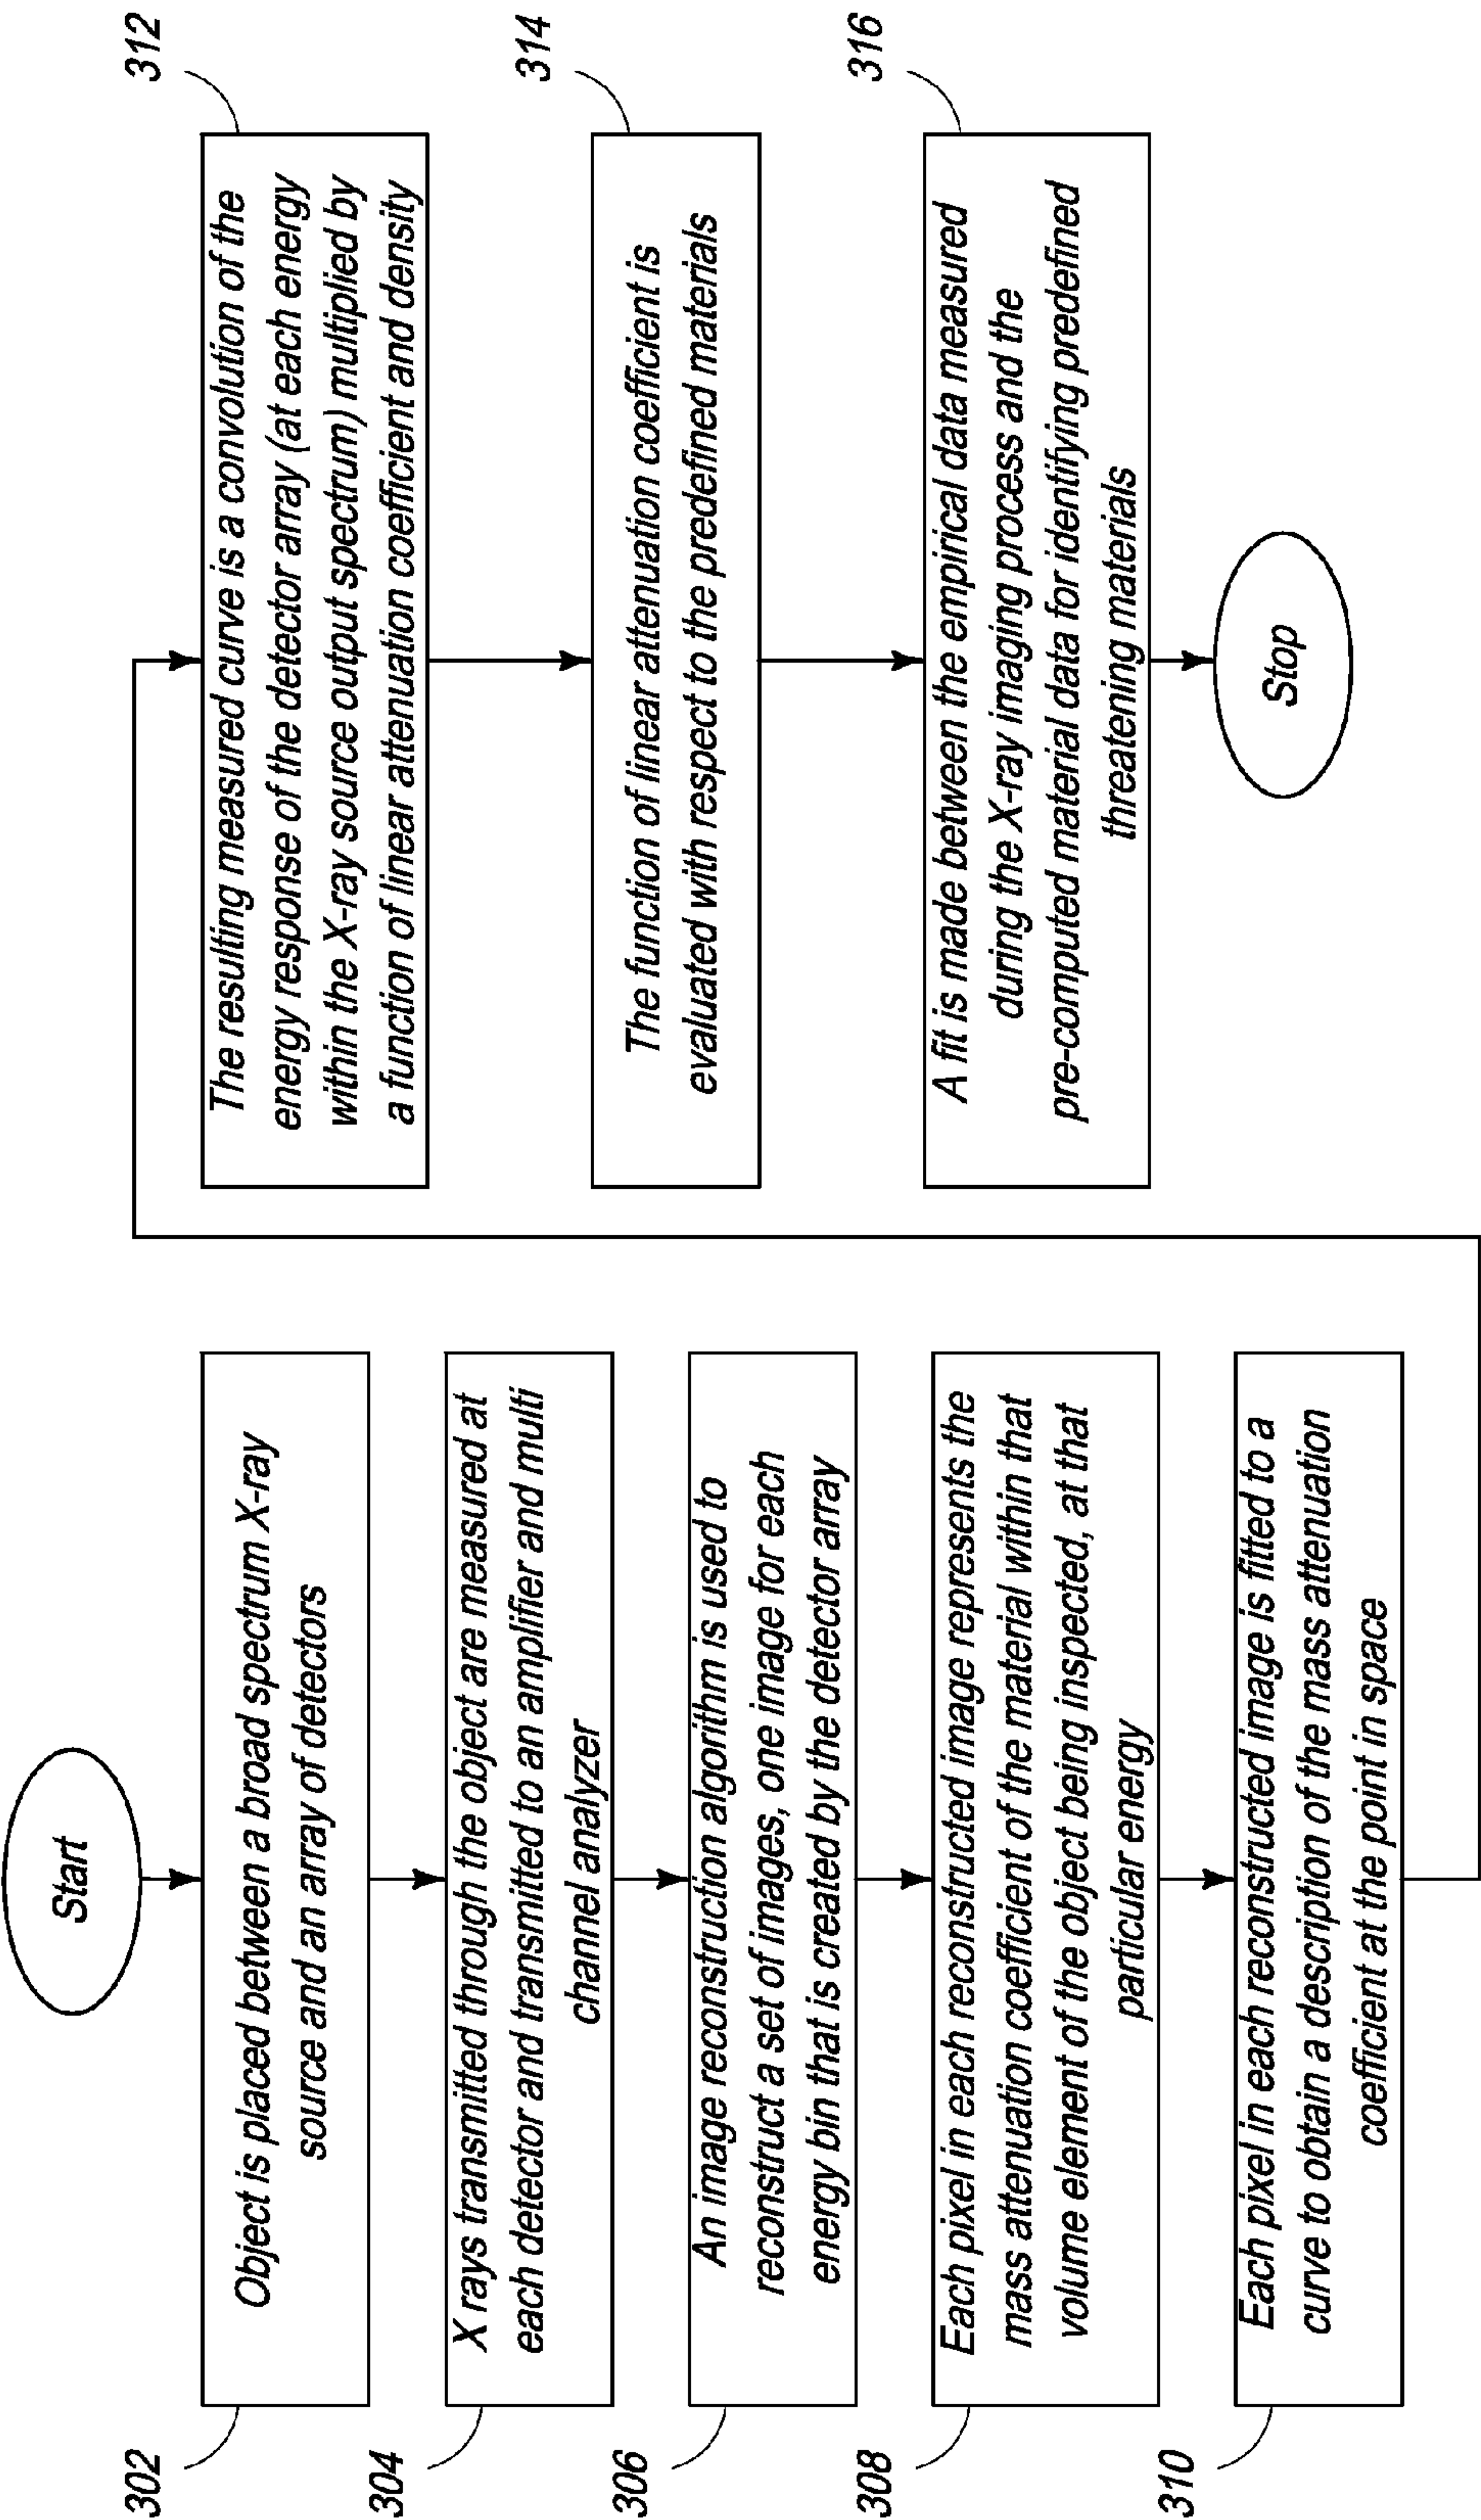 Start
302
Object is placed between a broad spectrum X-ray
source and an array of detectors
304
X rays transmitted through the object are measured at
each detector and transmitted to an amplifier and multi
channel analyzer
306
An image reconstruction algorithm is used to
reconstruct a set of images, one image for each
energy bin that is created by the detector array
308
Each pixel in each reconstructed image represents the
mass attenuation coefficient of the material within that
volume element of the object being inspected, at that
particular energy
310
Each pixel in each reconstructed image is fitted to a
curve to obtain a description of the mass attenuation
coefficient at the point in space
312
The resulting measured curve is a convolution of the
energy response of the detector array (at each energy
within the X-ray source output spectrum) multiplied by
a function of linear attenuation coefficient and density
314
The function of linear attenuation coefficient is
evaluated with respect to the predefined materials
316
A fit is made between the empirical data measured
during the X-ray imaging process and the
pre-computed material data for identifying predefined
threatening materials
Stop